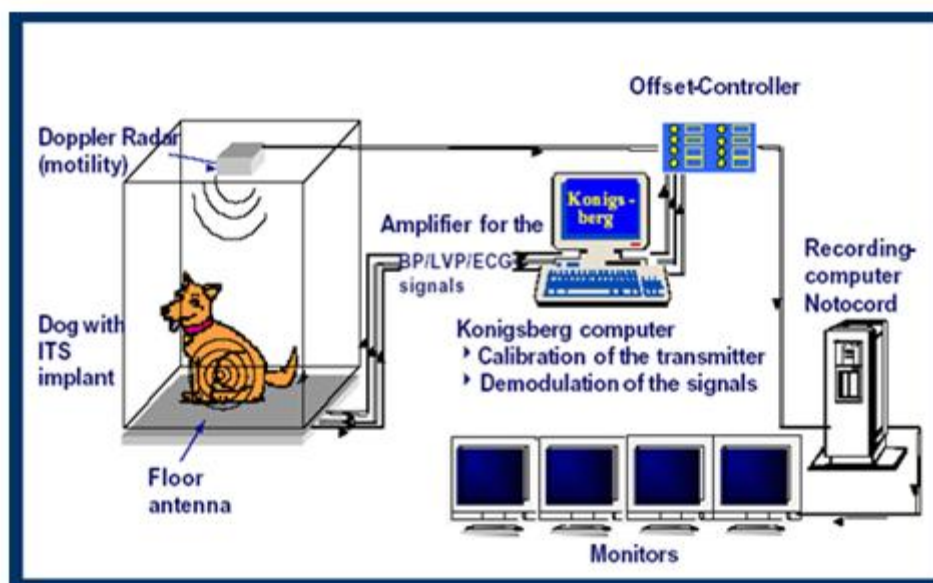 Offset-Controller
Doppler Radar
(motility)
Konigs -
berg
Amplifier for the
BP/LVP/ECG
signals
Recording-
computer
Notocord
Dog with
ITS
implant
Konigsberg computer
Calibration of the transmitter
Demodulation of the signals
Floor
antenna
Monitors